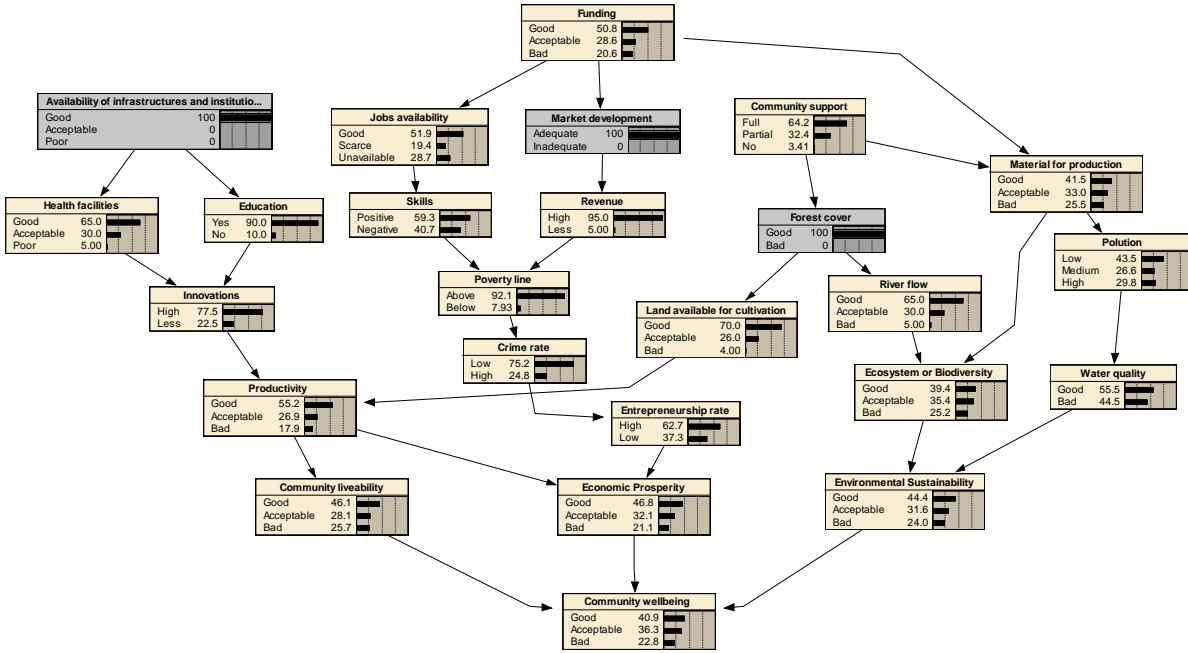 Funding
Good 50.8
Acceptable 28.6
Bad 20.6
Availability of infrastructures and institutio...
Good 100
Acceptable 0
Poor 0
Jobs availability
Good 51.9
Scarce 19.4
Unavailable 28.7
Market development
Adequate 100
Inadequate 0
Community support
Full 64.2
Partial 32.4
No 3.41
Material for production
Good 41.5
Acceptable 33.0
Bad 25.5
Health facilities
Good 65.0
Acceptable 30.0
Poor 5.00
Education
Yes 90.0
No 10.0
Skills
Positive 59.3
Negative 40.7
Revenue
High 95.0
Less 5.00
Forest cover
Good 100
Bad 0
Polution
Low 43.5
Medium 26.6
High 29.8
Innovations
High 77.5
Less 22.5
Poverty line
Above 92.1
Below 7.93
River flow
Good 65.0
Acceptable 30.0
Bad 5.00
Land available for cultivation
Good 70.0
Acceptable 26.0
Bad 4.00
Crime rate
Low 75.2
High 24.8
Ecosystem or Biodiversity
Good 39.4
Acceptable 35.4
Bad 25.2
Water quality
Good 55.5
Bad 44.5
Productivity
Good 55.2
Acceptable 26.9
Bad 17.9
Entrepreneurship rate
High 62.7
Low 37.3
Community liveability
Good 46.1
Acceptable 28.1
Bad 25.7
Economic Prosperity
Good 46.8
Acceptable 32.1
Bad 21.1
Environmental Sustainability
Good 44.4
Acceptable 31.6
Bad 24.0
Community wellbeing
Good 40.9
Acceptable 36.3
Bad 22.8